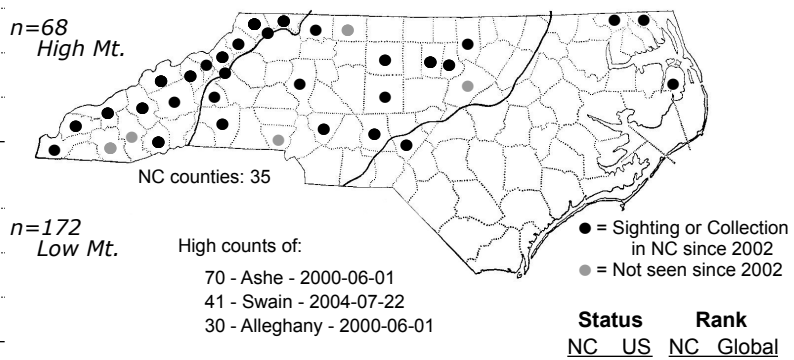 n=68
High Mt.
NC counties: 35
n=172
Low Mt.
High counts of:
70 - Ashe - 2000-06-01
41 - Swain - 2004-07-22
30 - Alleghany - 2000-06-01
● = Sighting or Collection
in NC since 2002
● = Not seen since 2002
Status Rank
NC US NC Global